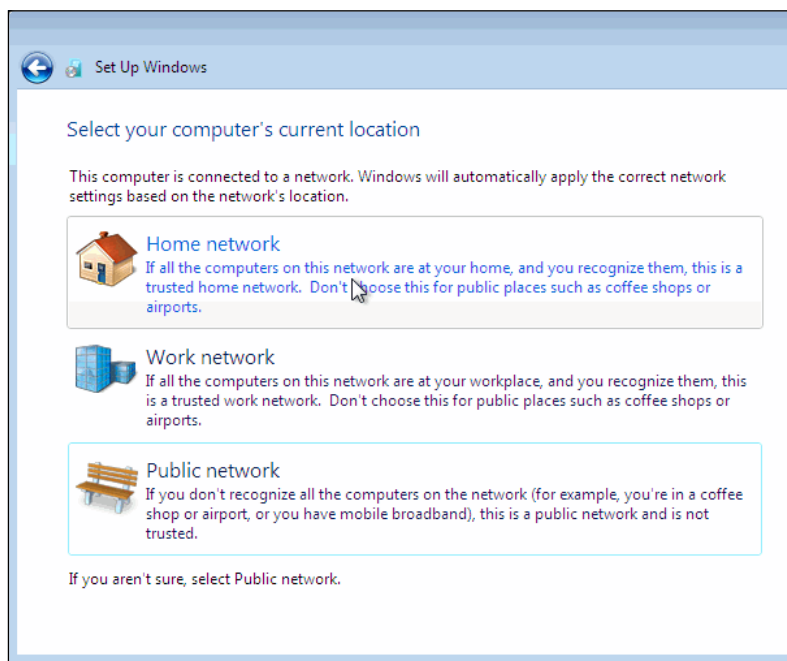 Set Up Windows
Select your computer's current location
This computer is connected to a network. Windows will automatically apply the correct network
settings based on the network's location.
Home network
If all the computers on this network are at your home, and you recognize them, this is a
trusted home network.  Don't choose this for public places such as coffee shops or
airports.
Work network
If all the computers on this network are at your workplace, and you recognize them, this
is a trusted work network.  Don't choose this for public places such as coffee shops or
airports.
Public network
If you don't recognize all the computers on the network (for example, you're in a coffee
shop or airport, or you have mobile broadband), this is a public network and is not
trusted.
If you aren't sure, select Public network.